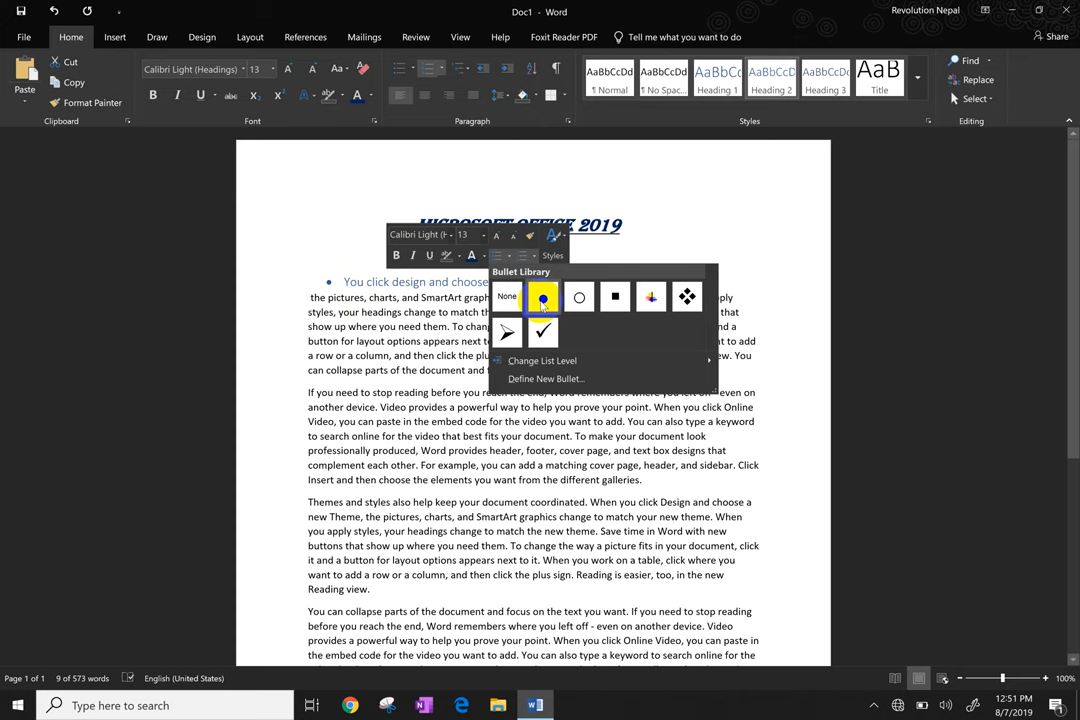 Doc1 - Word
Revolution Nepal
File Home Insert Draw Design Layout References Mailings Review View Help Foxit Reader PDF Tell me what you want to do Share
Paste
Cut
Copy
Format Painter
Clipboard
Calibri Light (Headings) 13
Font
Paragraph
AaBbCcDd AaBbCcDd AaBbCc AaBbCcDd AaBbCcDd AaB
¶ Normal ¶ No Spac... Heading 1 Heading 2 Heading 3 Title
Styles
Find
Replace
Select
Editing
MICROSOFT OFFICE 2019
Calibri Light (H 13
Styles
Bullet Library
None
Change List Level
Define New Bullet...
• You click design and choose
the pictures, charts, and SmartArt graph
styles, your headings change to match th
show up where you need them. To chang
button for layout options appears next to
a row or a column, and then click the plus
can collapse parts of the document and f
If you need to stop reading before you reach the end, Word remembers where you left off - even on
another device. Video provides a powerful way to help you prove your point. When you click Online
Video, you can paste in the embed code for the video you want to add. You can also type a keyword
to search online for the video that best fits your document. To make your document look
professionally produced, Word provides header, footer, cover page, and text box designs that
complement each other. For example, you can add a matching cover page, header, and sidebar. Click
Insert and then choose the elements you want from the different galleries.
Themes and styles also help keep your document coordinated. When you click Design and choose a
new Theme, the pictures, charts, and SmartArt graphics change to match your new theme. When
you apply styles, your headings change to match the new theme. Save time in Word with new
buttons that show up where you need them. To change the way a picture fits in your document, click
it and a button for layout options appears next to it. When you work on a table, click where you
want to add a row or a column, and then click the plus sign. Reading is easier, too, in the new
Reading view.
You can collapse parts of the document and focus on the text you want. If you need to stop reading
before you reach the end, Word remembers where you left off - even on another device. Video
provides a powerful way to help you prove your point. When you click Online Video, you can paste in
the embed code for the video you want to add. You can also type a keyword to search online for the
Page 1 of 1 9 of 573 words English (United States) 100%
Type here to search
12:51 PM
8/7/2019